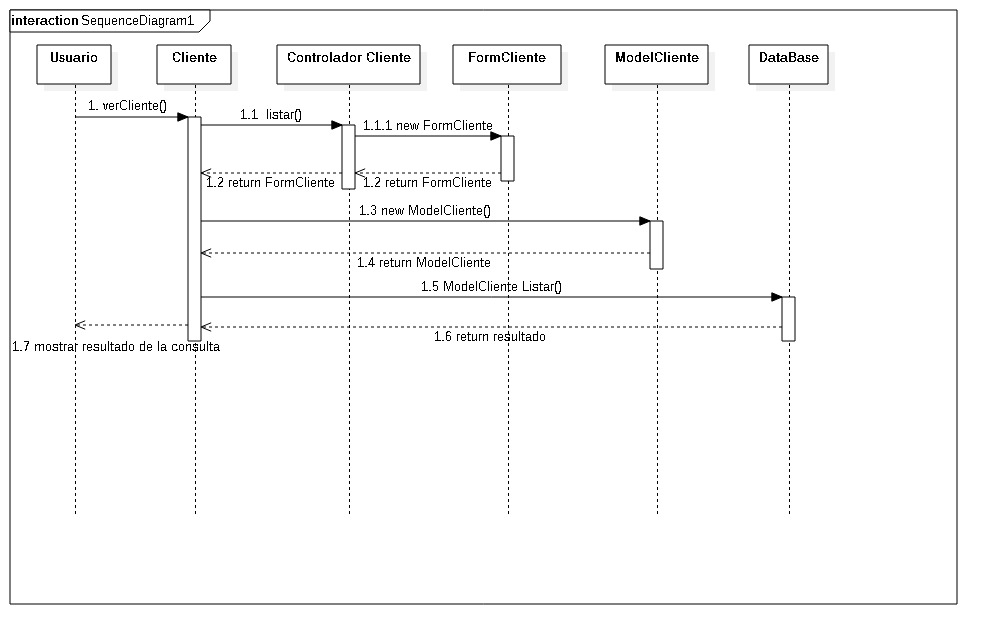 interaction SequenceDiagram1
Usuario
Cliente
Controlador Cliente
FormCliente
ModelCliente
DataBase
1. verCliente()
1.1 listar()
1.1.1 new FormCliente
1.2 return FormCliente
1.2 return FormCliente
1.3 new ModelCliente()
1.4 return ModelCliente
1.5 ModelCliente Listar()
1.6 return resultado
1.7 mostrar resultado de la consulta